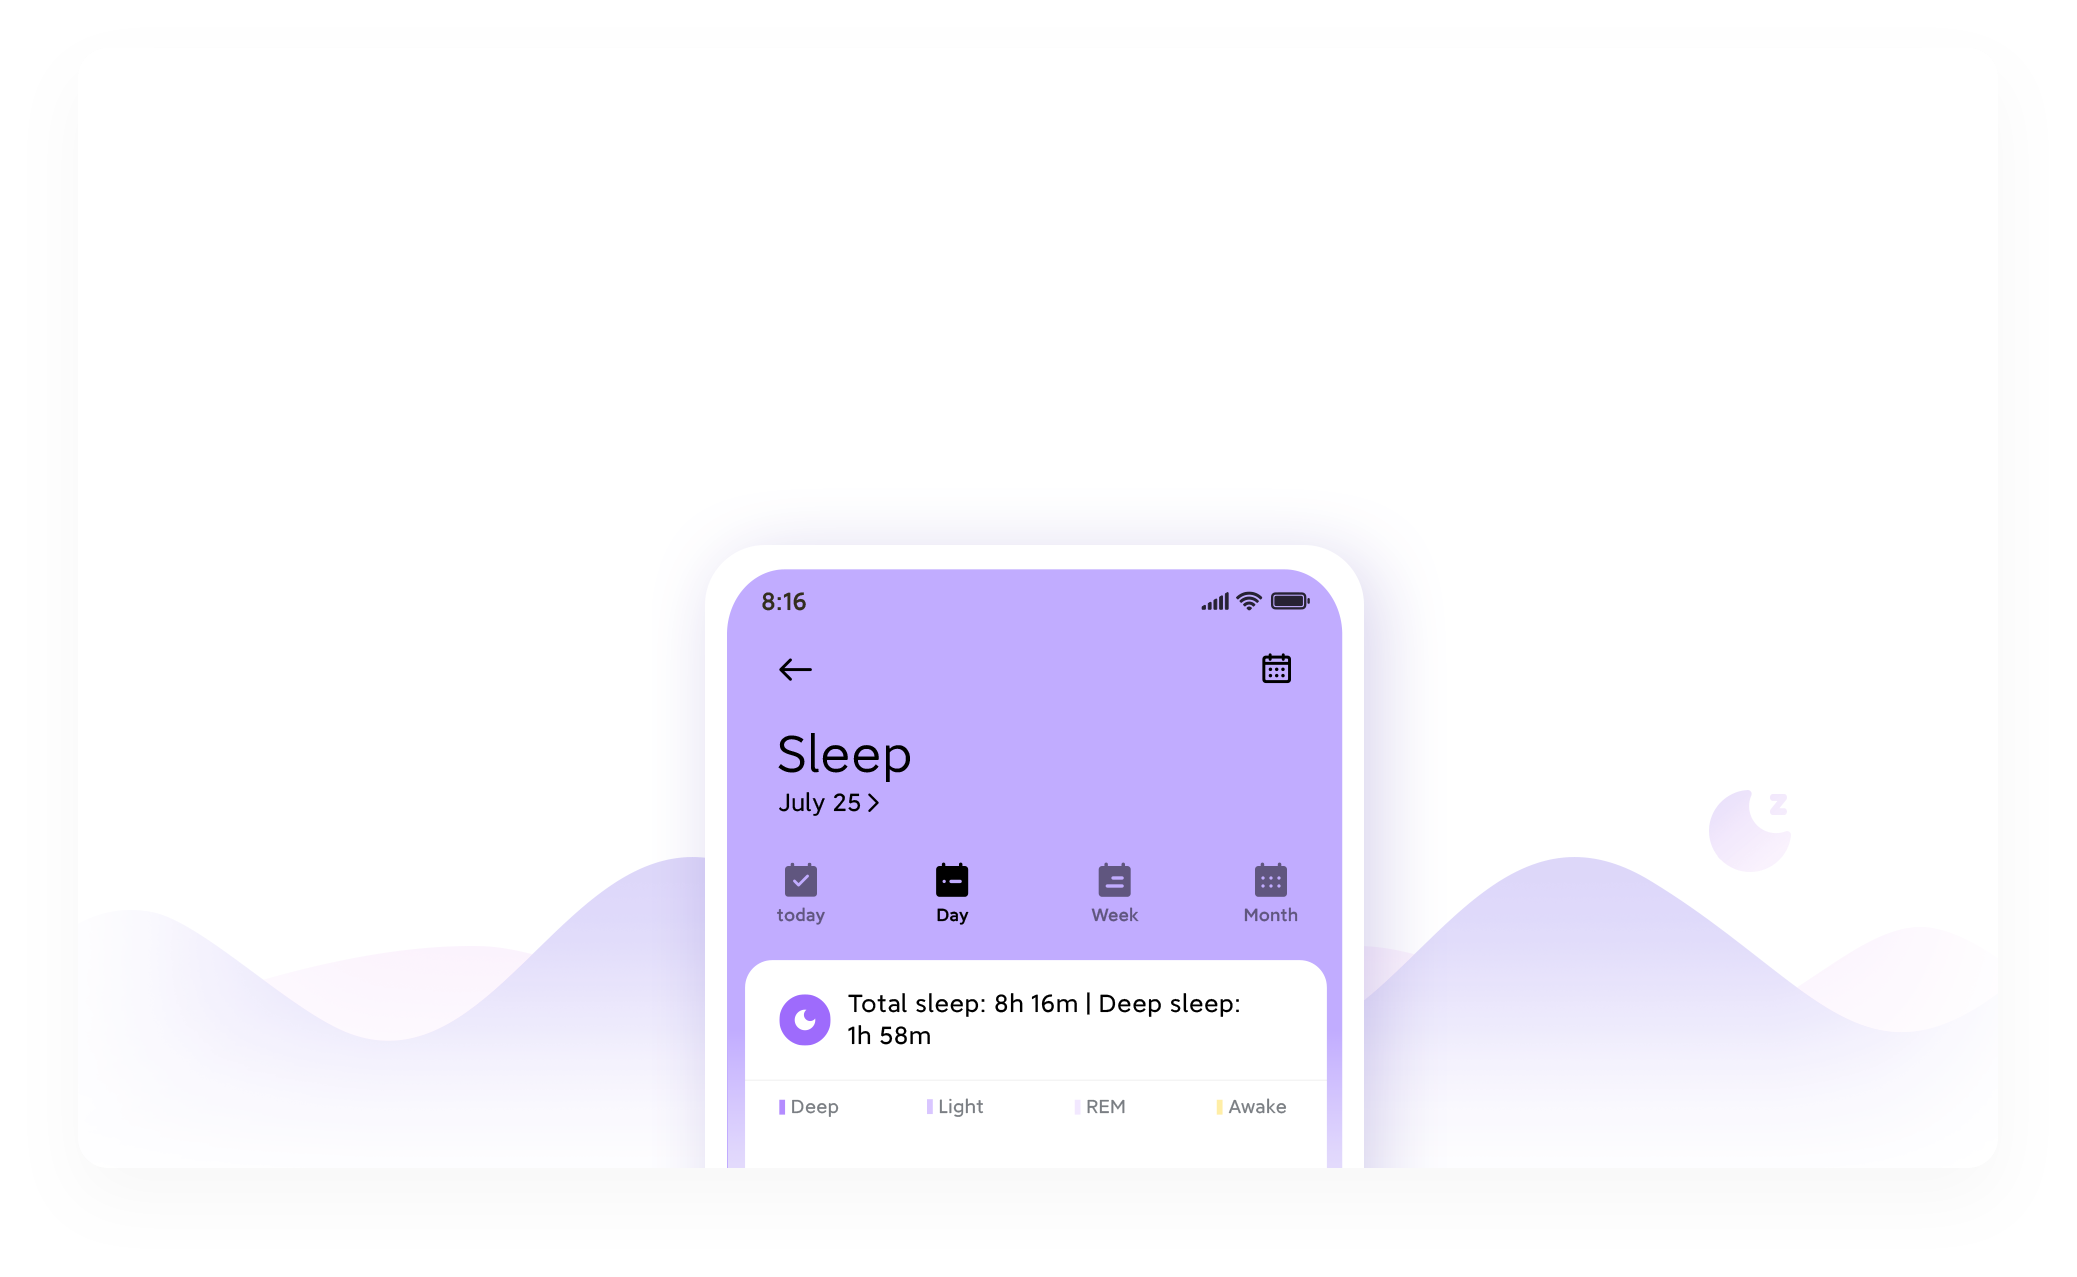 8:16
Sleep
July 25
today
Day
Week
Month
Total sleep: 8h 16m | Deep sleep:
1h 58m
Deep
Light
REM
Awake
z